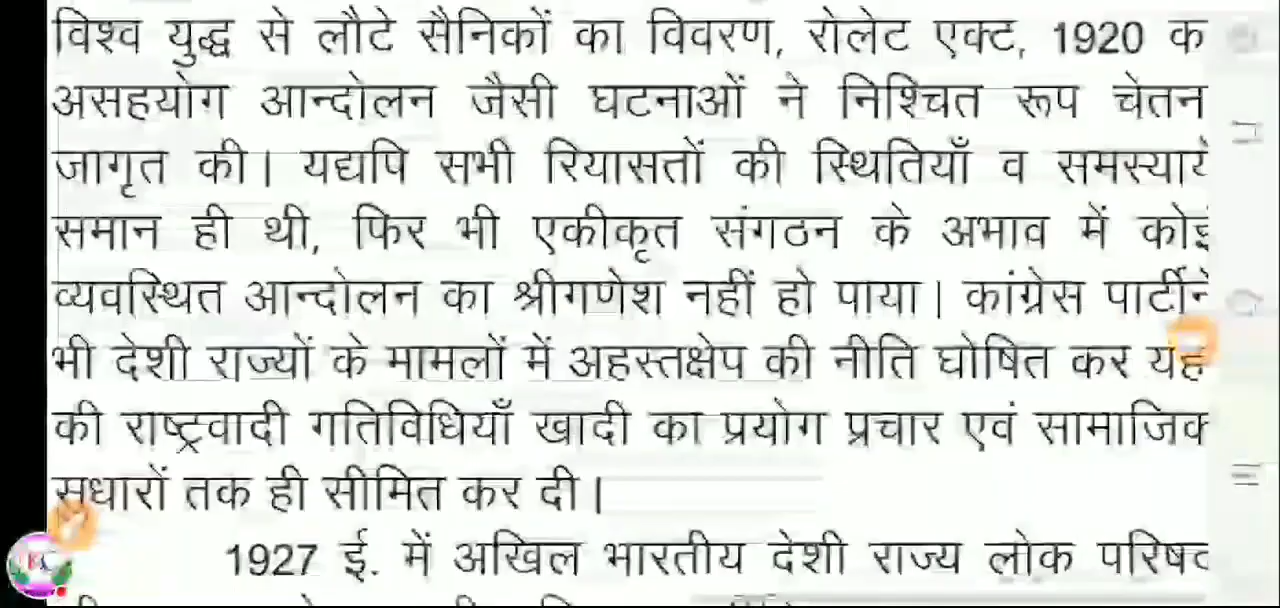 विश्व युद्ध से लौटे सैनिकों का विवरण, रोलेट एक्ट, 1920 क
असहयोग आन्दोलन जैसी घटनाओं ने निश्चित रूप चेतन
जागृत की। यद्यपि सभी रियासतों की स्थितियाँ व समस्यायें
समान ही थी, फिर भी एकीकृत संगठन के अभाव में कोई
व्यवस्थित आन्दोलन का श्रीगणेश नहीं हो पाया। कांग्रेस पार्टीने
भी देशी राज्यों के मामलों में अहस्तक्षेप की नीति घोषित कर यह
की राष्ट्रवादी गतिविधियाँ खादी का प्रयोग प्रचार एवं सामाजिक
सुधारों तक ही सीमित कर दी।
1927 ई. में अखिल भारतीय देशी राज्य लोक परिषद